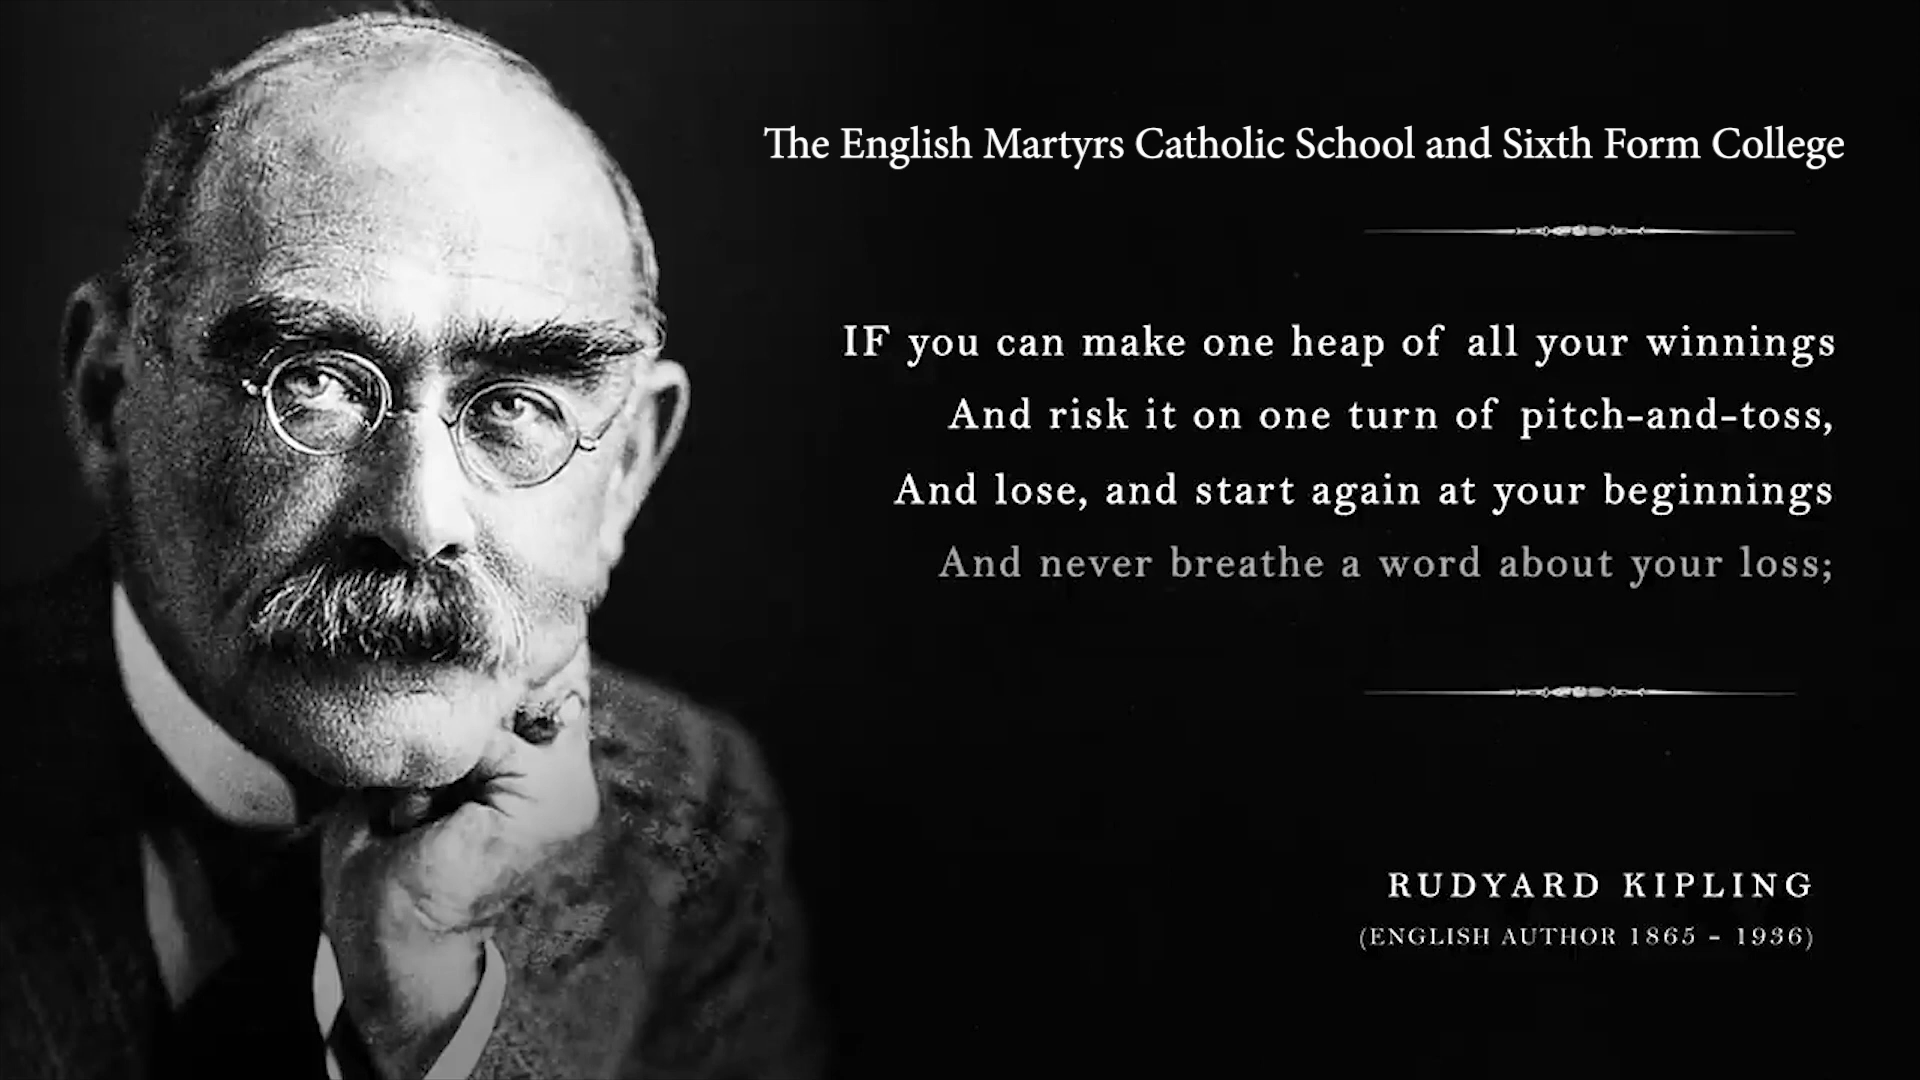 The English Martyrs Catholic School and Sixth Form College
IF you can make one heap of all your winnings
And risk it on one turn of pitch-and-toss,
And lose, and start again at your beginnings
And never breathe a word about your loss;
RUDYARD KIPLING
(ENGLISH AUTHOR 1865 - 1936)